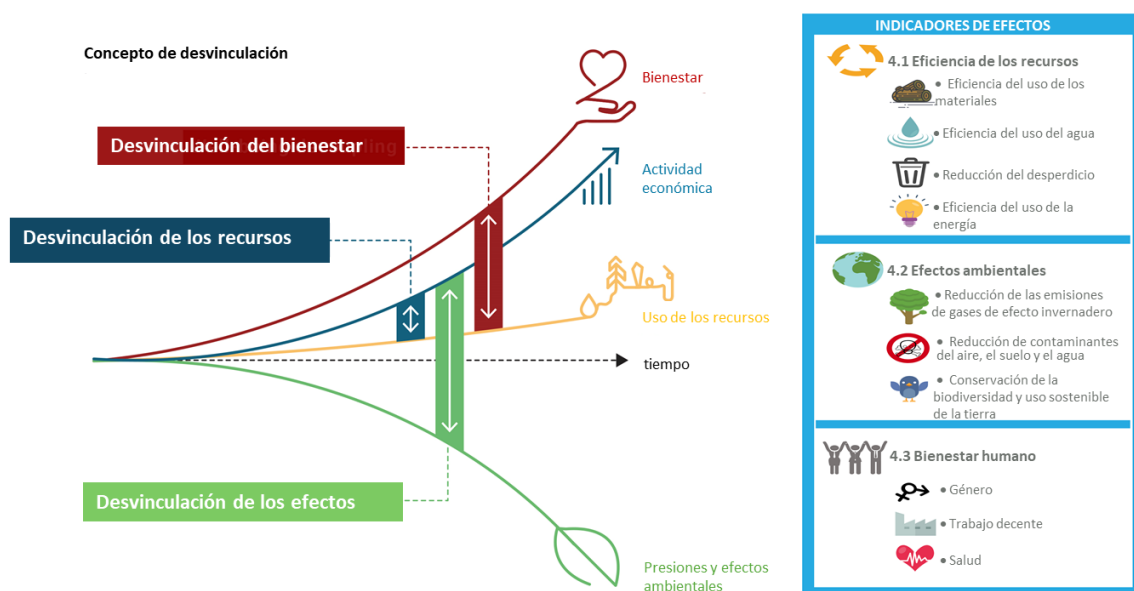 Concepto de desvinculación
Bienestar
Desvinculación del bienestar
Actividad
económica
Desvinculación de los recursos
Uso de los recursos
tiempo
Desvinculación de los efectos
Presiones y efectos
ambientales
INDICADORES DE EFECTOS
4.1 Eficiencia de los recursos
• Eficiencia del uso de los
materiales
• Eficiencia del uso del agua
• Reducción del desperdicio
• Eficiencia del uso de la
energía
4.2 Efectos ambientales
• Reducción de las emisiones
de gases de efecto invernadero
• Reducción de contaminantes
del aire, el suelo y el agua
• Conservación de la
biodiversidad y uso sostenible
de la tierra
4.3 Bienestar humano
• Género
• Trabajo decente
• Salud